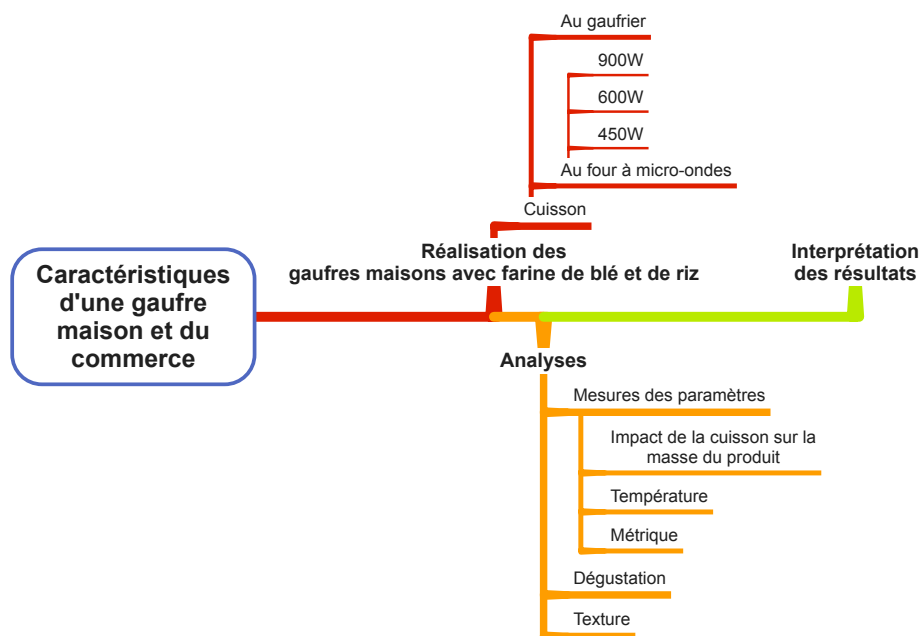 Au gaufrier
900W
600W
450W
Au four à micro-ondes
Cuisson
Réalisation des
gaufres maisons avec farine de blé et de riz
Interprétation
des résultats
Caractéristiques
d'une gaufre
maison et du
commerce
Analyses
Mesures des paramètres
Impact de la cuisson sur la
masse du produit
Température
Métrique
Dégustation
Texture